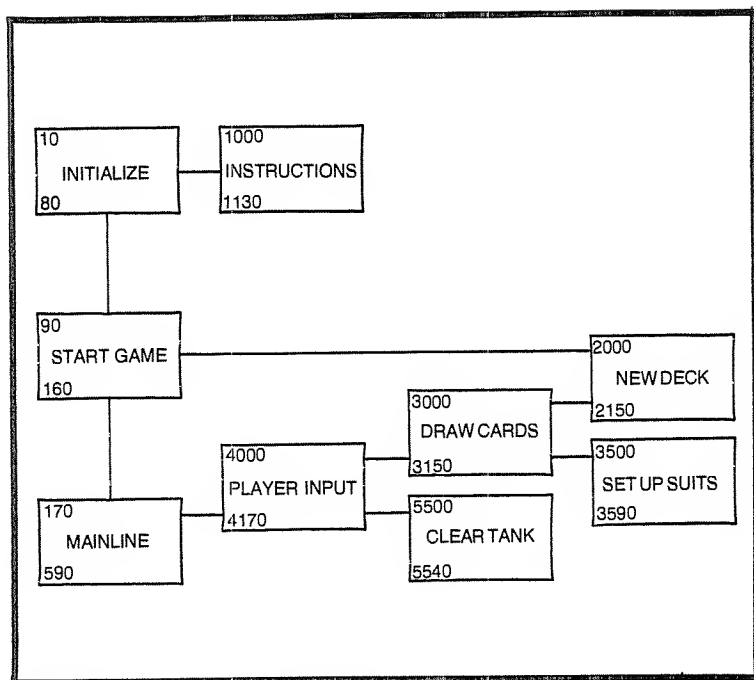 10
INITIALIZE
80
1000
INSTRUCTIONS
1130
90
START GAME
160
2000
NEW DECK
2150
3000
DRAW CARDS
3150
3500
SET UP SUITS
3590
4000
PLAYER INPUT
4170
5500
CLEAR TANK
5540
170
MAINLINE
590